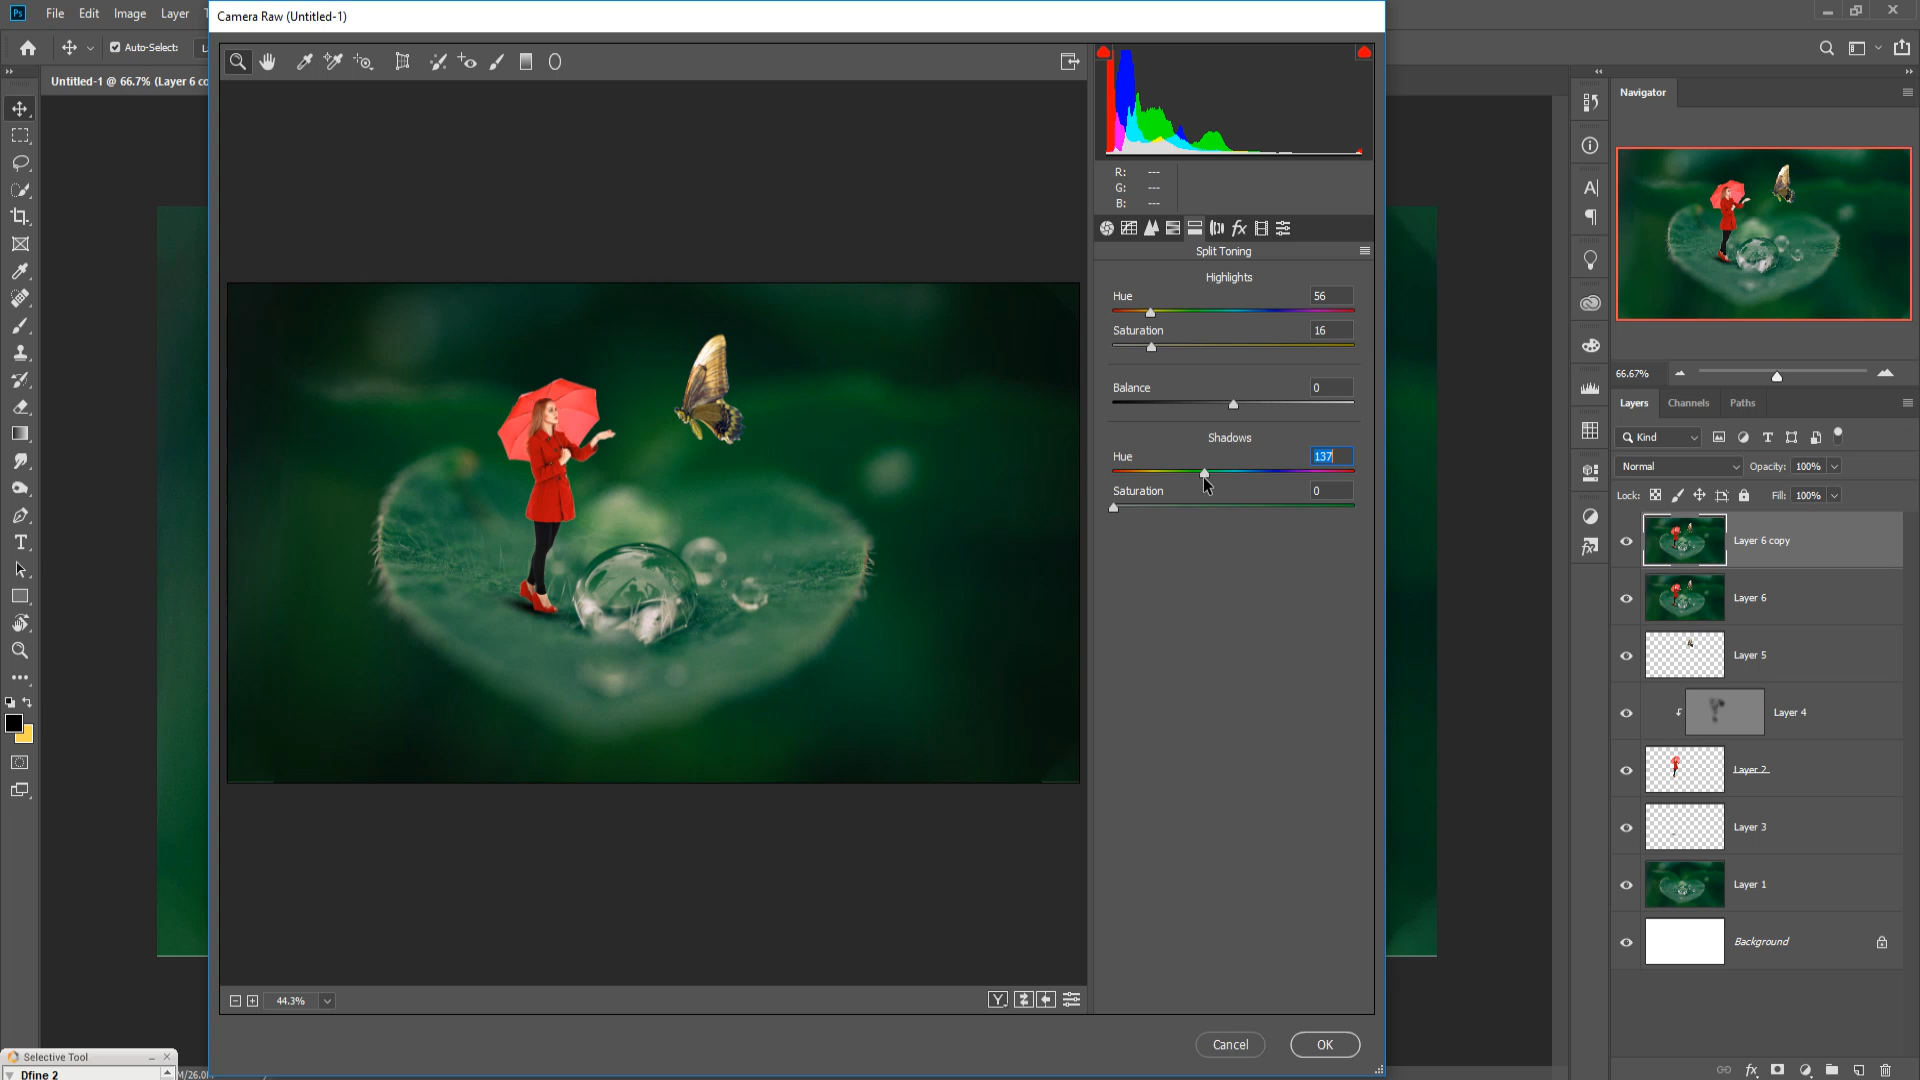 Ps File Edit Image Layer T
Camera Raw (Untitled-1)
Auto-Select: L
Untitled-1 @ 66.7% (Layer 6 co
R: ---
G: ---
B: ---
Split Toning
Highlights
Hue 56
Saturation 16
Balance 0
Shadows
Hue 137
Saturation 0
44.3%
Cancel OK
Navigator
66.67%
Layers Channels Paths
Kind
Normal Opacity: 100%
Lock: Fill: 100%
Layer 6 copy
Layer 6
Layer 5
Layer 4
Layer 2
Layer 3
Layer 1
Background
Selective Tool
Dfine 2
M/26.0